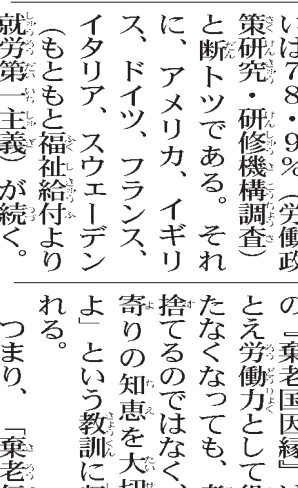 いは78・9％（労働政
策研究・研修機構調査）
と断トツである。それ
に、アメリカ、イギリ
ス、ドイツ、フランス、
イタリア、スウェーデン
（もともと福祉給付より
就労第一主義）が続く。
の『棄老国因縁』
とえ労働力として
たなくなっても、
捨てるのではなく、
寄りの知恵を大切
よ」という教訓に
れる。
つまり、「棄老